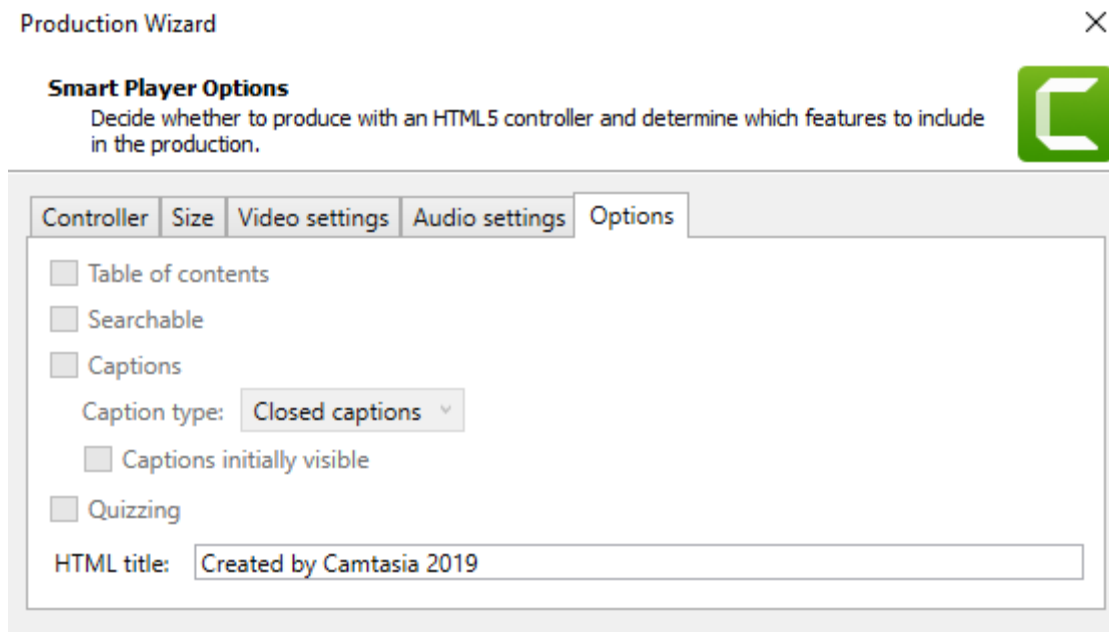 Production Wizard
Smart Player Options
Decide whether to produce with an HTML5 controller and determine which features to include
in the production.
Controller Size Video settings Audio settings Options
Table of contents
Searchable
Captions
Caption type: Closed captions
Captions initially visible
Quizzing
HTML title: Created by Camtasia 2019